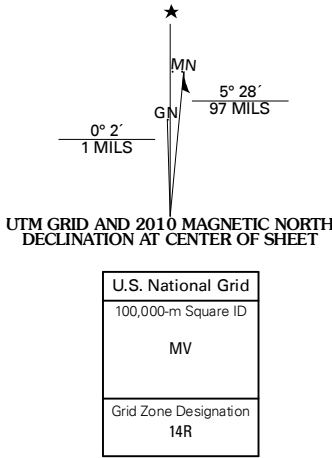 MN
GN
5° 28´
97 MILS
0° 2´
1 MILS
UTM GRID AND 2010 MAGNETIC NORTH
DECLINATION AT CENTER OF SHEET
U.S. National Grid
100,000-m Square ID
MV
Grid Zone Designation
14R